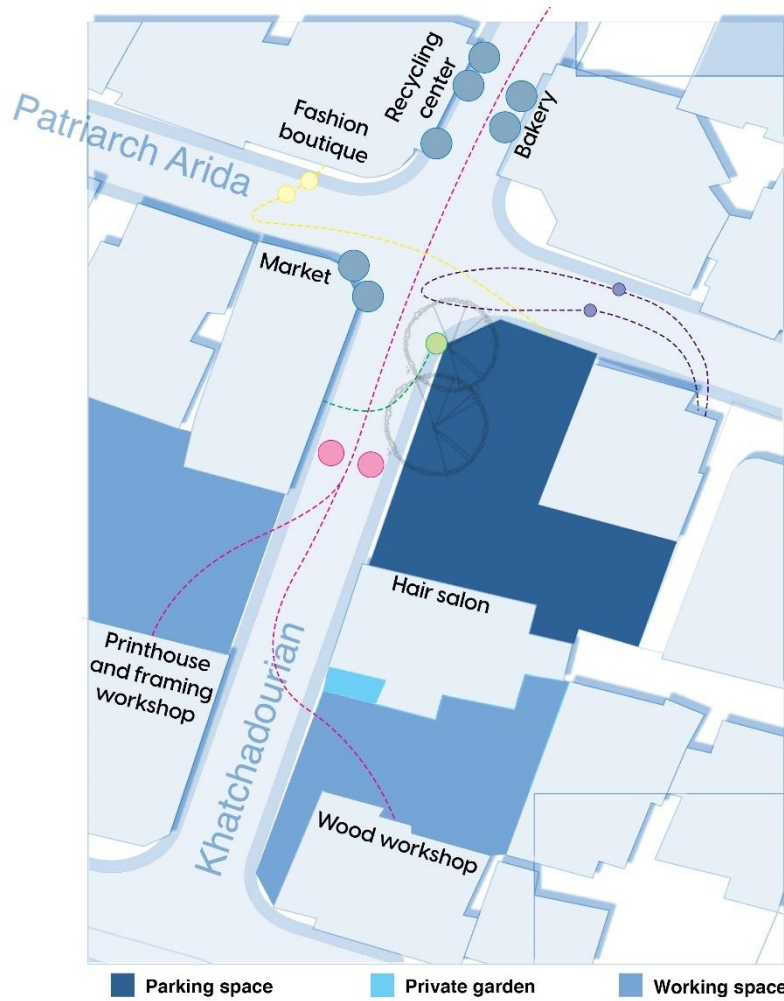 Recycling
center
Bakery
Fashion
boutique
Patriarch Arida
Market
Hair salon
Printhouse
and framing
workshop
Khatchadourian
Wood workshop
Parking space
Private garden
Working space